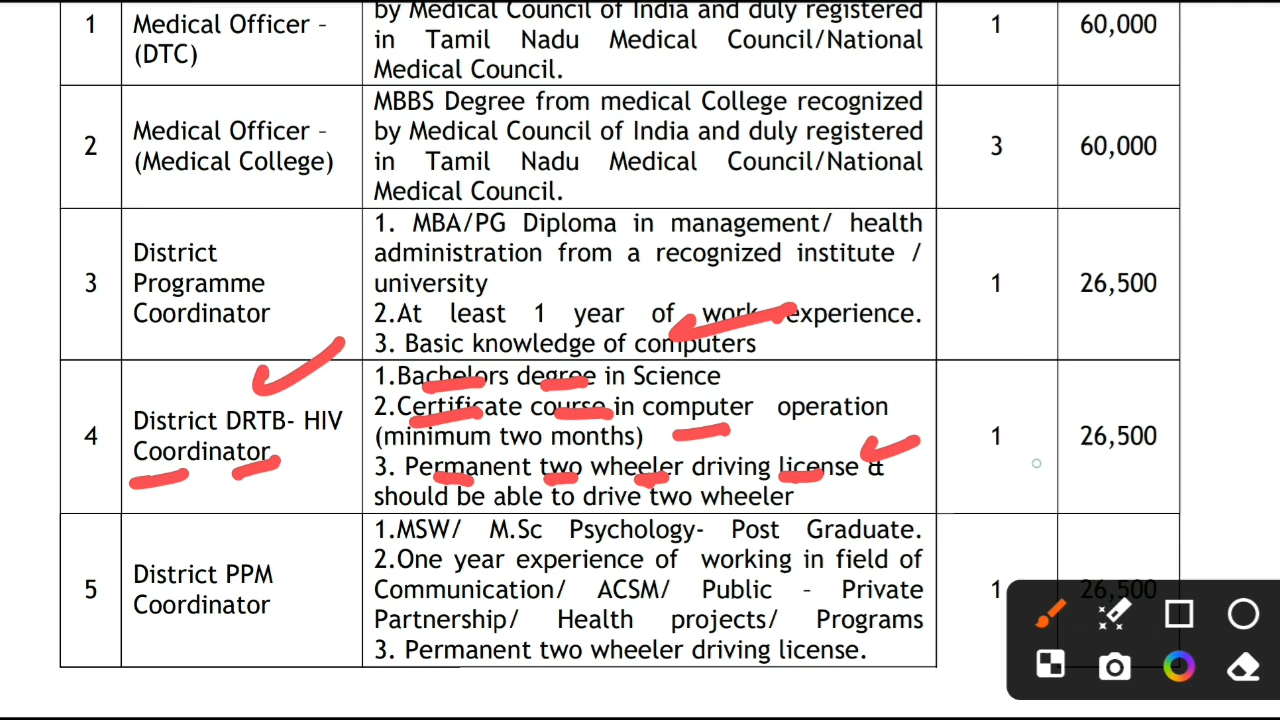 1
Medical Officer –
(DTC)
by Medical Council of India and duly registered
in Tamil Nadu Medical Council/National
Medical Council.
1
60,000
2
Medical Officer –
(Medical College)
MBBS Degree from medical College recognized
by Medical Council of India and duly registered
in Tamil Nadu Medical Council/National
Medical Council.
3
60,000
3
District
Programme
Coordinator
1. MBA/PG Diploma in management/ health
administration from a recognized institute /
university
2.At least 1 year of work experience.
3. Basic knowledge of computers
1
26,500
4
District DRTB- HIV
Coordinator
1.Bachelors degree in Science
2.Certificate course in computer operation
(minimum two months)
3. Permanent two wheeler driving license &
should be able to drive two wheeler
1
26,500
5
District PPM
Coordinator
1.MSW/ M.Sc Psychology- Post Graduate.
2.One year experience of working in field of
Communication/ ACSM/ Public – Private
Partnership/ Health projects/ Programs
3. Permanent two wheeler driving license.
1
26,500